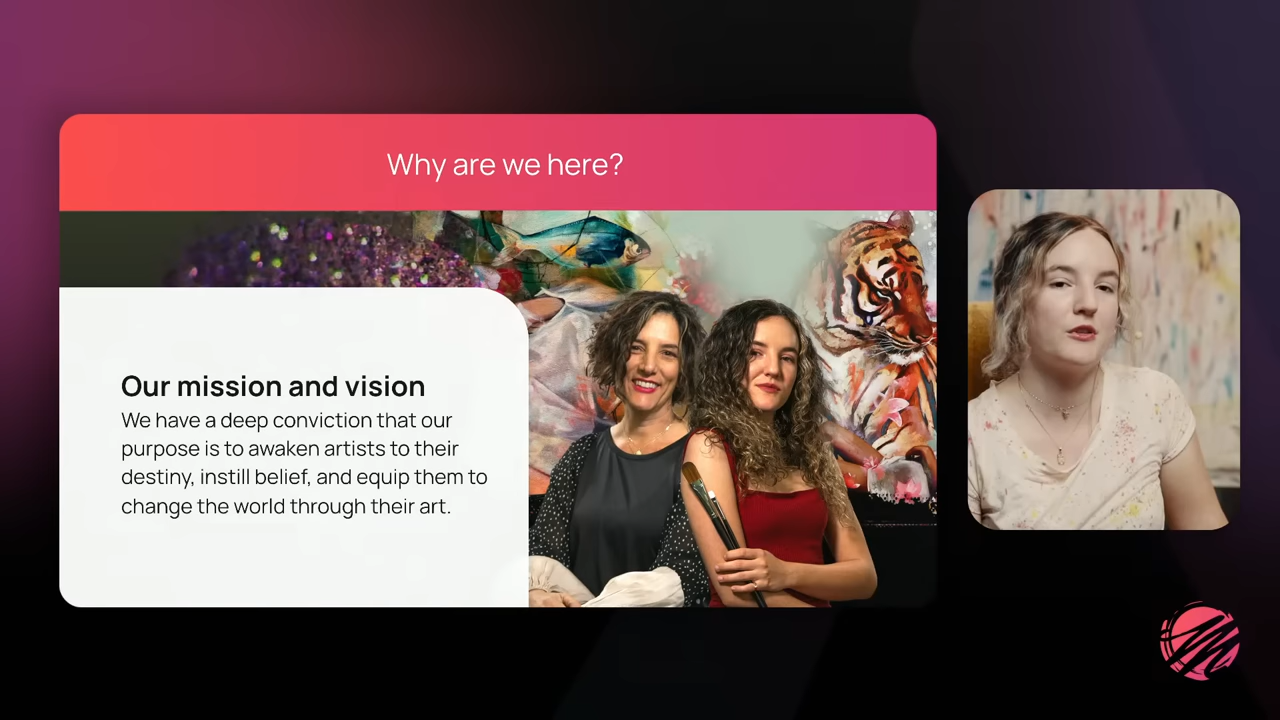 Why are we here?
Our mission and vision
We have a deep conviction that our
purpose is to awaken artists to their
destiny, instill belief, and equip them to
change the world through their art.